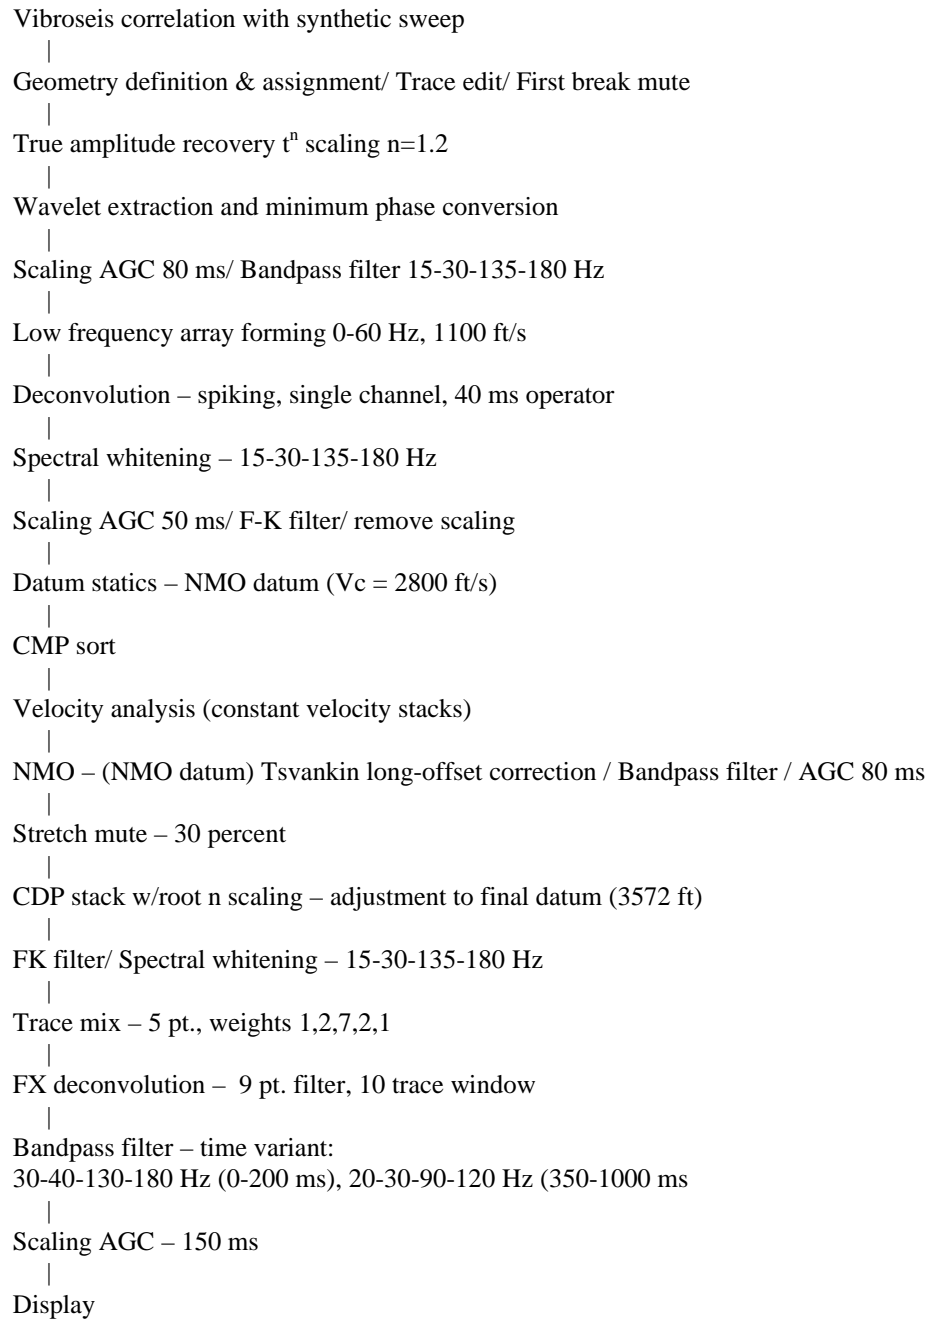 Vibroseis correlation with synthetic sweep
|
Geometry definition & assignment/ Trace edit/ First break mute
|
True amplitude recovery tⁿ scaling n=1.2
|
Wavelet extraction and minimum phase conversion
|
Scaling AGC 80 ms/ Bandpass filter 15-30-135-180 Hz
|
Low frequency array forming 0-60 Hz, 1100 ft/s
|
Deconvolution – spiking, single channel, 40 ms operator
|
Spectral whitening – 15-30-135-180 Hz
|
Scaling AGC 50 ms/ F-K filter/ remove scaling
|
Datum statics – NMO datum (Vc = 2800 ft/s)
|
CMP sort
|
Velocity analysis (constant velocity stacks)
|
NMO – (NMO datum) Tsvankin long-offset correction / Bandpass filter / AGC 80 ms
|
Stretch mute – 30 percent
|
CDP stack w/root n scaling – adjustment to final datum (3572 ft)
|
FK filter/ Spectral whitening – 15-30-135-180 Hz
|
Trace mix – 5 pt., weights 1,2,7,2,1
|
FX deconvolution –  9 pt. filter, 10 trace window
|
Bandpass filter – time variant:
30-40-130-180 Hz (0-200 ms), 20-30-90-120 Hz (350-1000 ms
|
Scaling AGC – 150 ms
|
Display